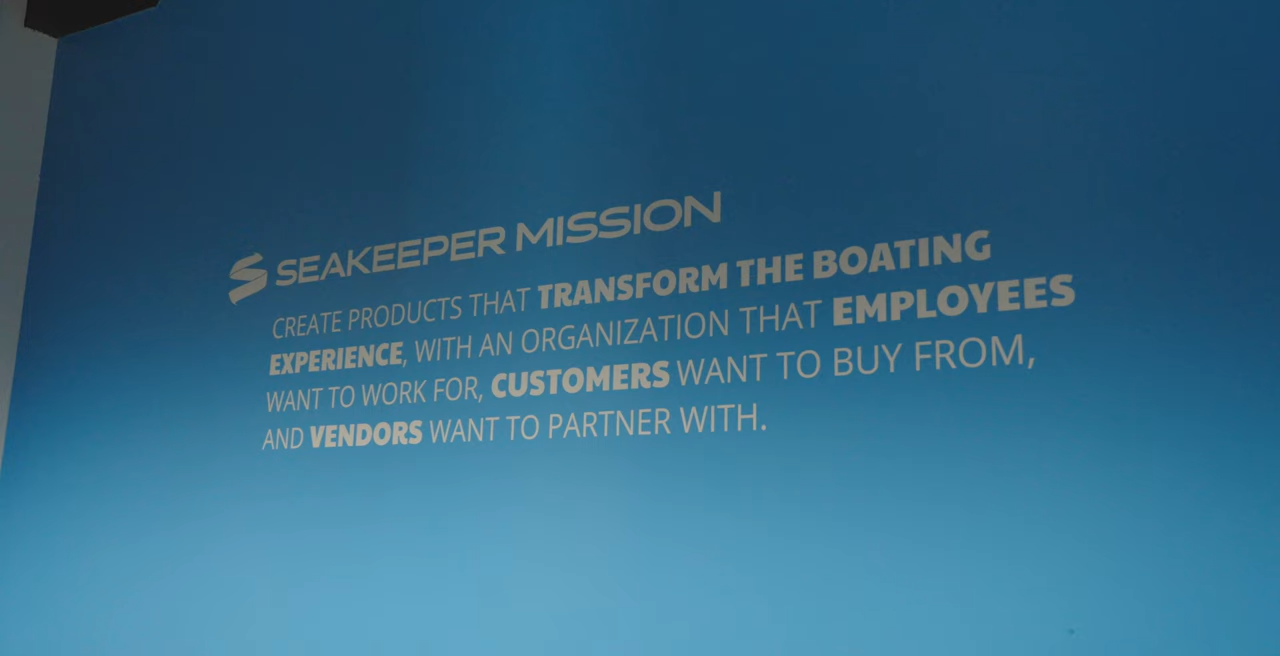 SEAKEEPER MISSION
CREATE PRODUCTS THAT TRANSFORM THE BOATING
EXPERIENCE, WITH AN ORGANIZATION THAT EMPLOYEES
WANT TO WORK FOR, CUSTOMERS WANT TO BUY FROM,
AND VENDORS WANT TO PARTNER WITH.